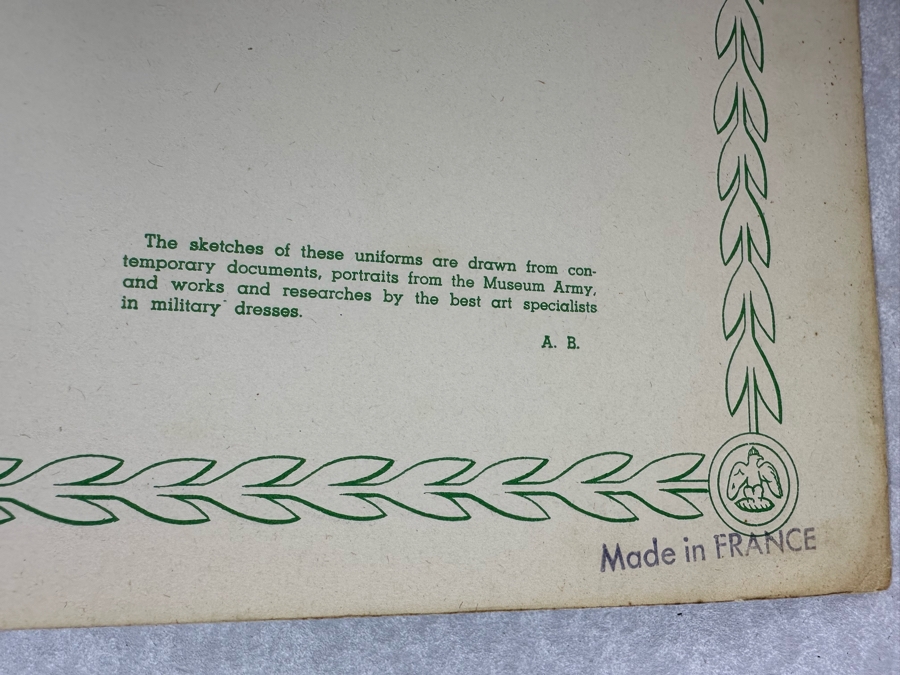 The sketches of these uniforms are drawn from con-
temporary documents, portraits from the Museum Army,
and works and researches by the best art specialists
in military dresses.
A. B.
Made in FRANCE